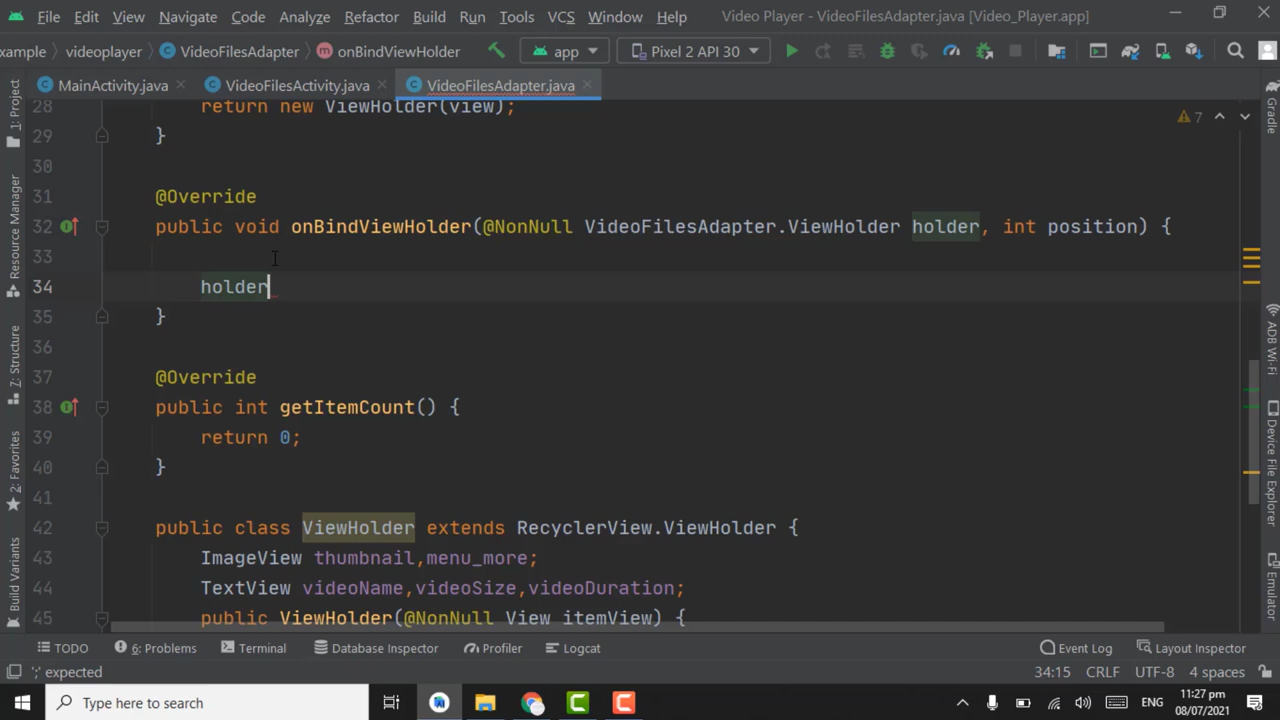 File Edit View Navigate Code Analyze Refactor Build Run Tools VCS Window Help Video Player - VideoFilesAdapter.java [Video_Player.app]
xample videoplayer VideoFilesAdapter onBindViewHolder app Pixel 2 API 30
MainActivity.java VideoFilesActivity.java VideoFilesAdapter.java
28 return new ViewHolder(view);
29 }
30
31 @Override
32 public void onBindViewHolder(@NonNull VideoFilesAdapter.ViewHolder holder, int position) {
33
34 holder
35 }
36
37 @Override
38 public int getItemCount() {
39 return 0;
40 }
41
42 public class ViewHolder extends RecyclerView.ViewHolder {
43 ImageView thumbnail,menu_more;
44 TextView videoName,videoSize,videoDuration;
45 public ViewHolder(@NonNull View itemView) {
7
1: Project
Resource Manager
7: Structure
2: Favorites
Build Variants
Gradle
ADB Wi-Fi
Device File Explorer
Emulator
TODO 6: Problems Terminal Database Inspector Profiler Logcat Event Log Layout Inspector
';' expected 34:15 CRLF UTF-8 4 spaces
Type here to search ENG 11:27 pm
08/07/2021